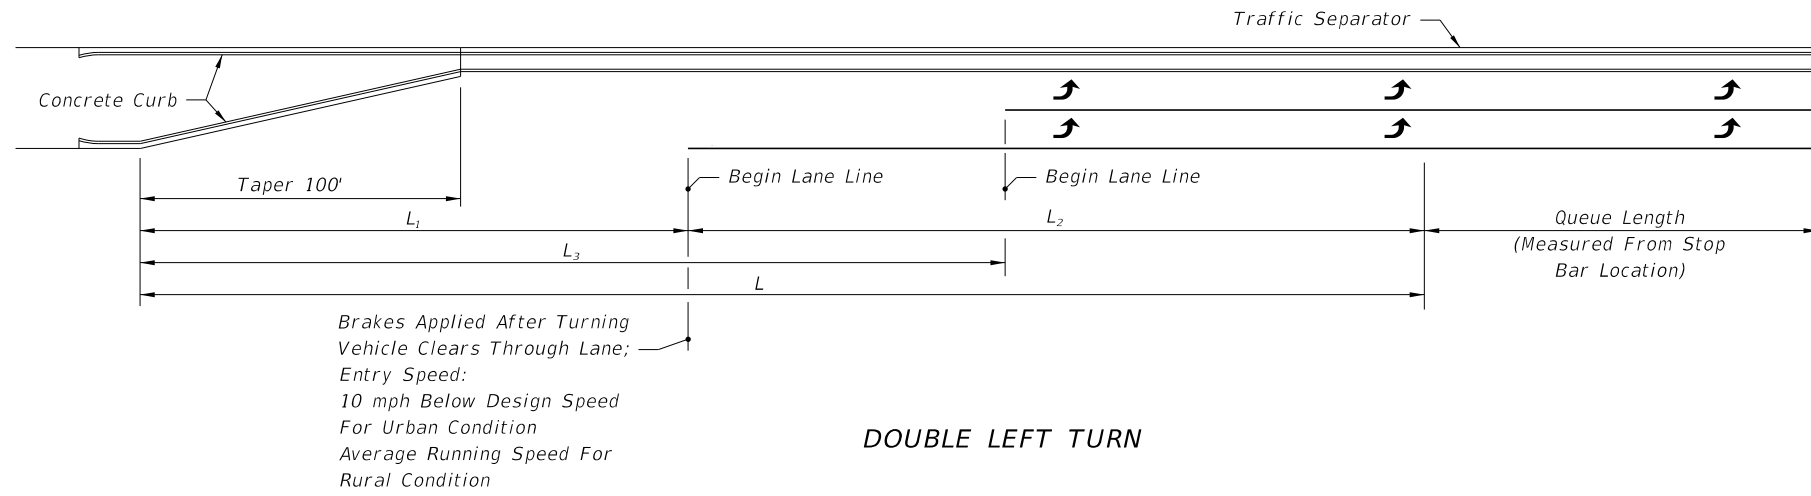 Traffic Separator
Concrete Curb
Begin Lane Line
Begin Lane Line
Taper 100'
L₁
L₂
Queue Length
(Measured From Stop
Bar Location)
L₃
L
Brakes Applied After Turning
Vehicle Clears Through Lane;
Entry Speed:
10 mph Below Design Speed
For Urban Condition
Average Running Speed For
Rural Condition
DOUBLE LEFT TURN